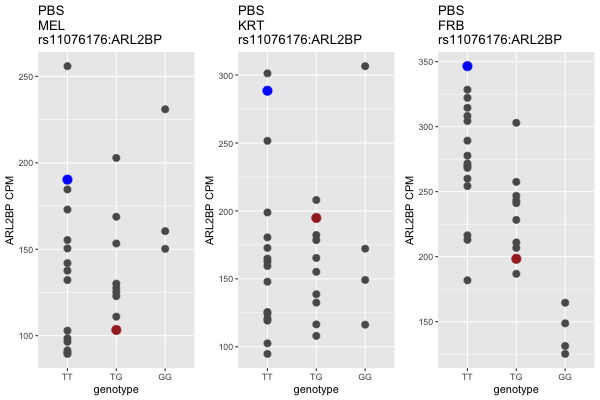 PBS
MEL
rs11076176:ARL2BP
250
200
150
100
ARL2BP CPM
TT
TG
GG
genotype
PBS
KRT
rs11076176:ARL2BP
300
250
200
150
100
ARL2BP CPM
TT
TG
GG
genotype
PBS
FRB
rs11076176:ARL2BP
350
300
250
200
150
ARL2BP CPM
TT
TG
GG
genotype